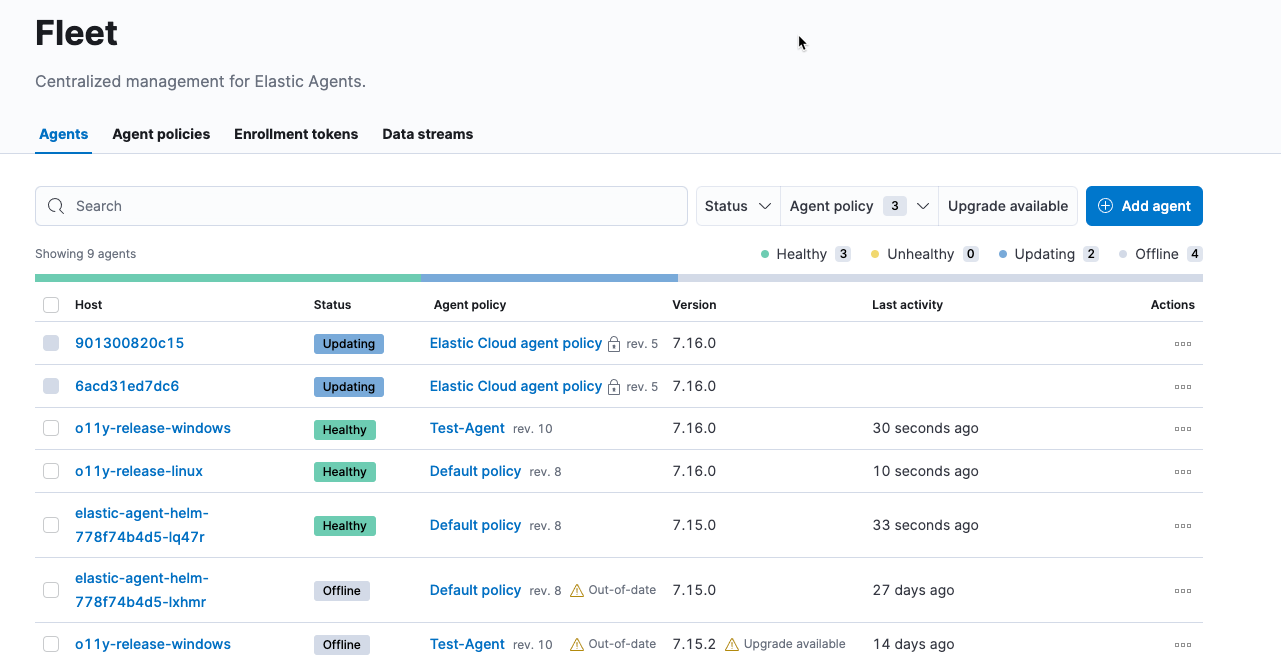 Fleet
Centralized management for Elastic Agents.
Agents Agent policies Enrollment tokens Data streams
Search Status Agent policy 3 Upgrade available Add agent
Showing 9 agents Healthy 3 Unhealthy 0 Updating 2 Offline 4
Host Status Agent policy Version Last activity Actions
901300820c15 Updating Elastic Cloud agent policy rev. 5 7.16.0
6acd31ed7dc6 Updating Elastic Cloud agent policy rev. 5 7.16.0
o11y-release-windows Healthy Test-Agent rev. 10 7.16.0 30 seconds ago
o11y-release-linux Healthy Default policy rev. 8 7.16.0 10 seconds ago
elastic-agent-helm-
778f74b4d5-lq47r Healthy Default policy rev. 8 7.15.0 33 seconds ago
elastic-agent-helm-
778f74b4d5-lxhmr Offline Default policy rev. 8 Out-of-date 7.15.0 27 days ago
o11y-release-windows Offline Test-Agent rev. 10 Out-of-date 7.15.2 Upgrade available 14 days ago